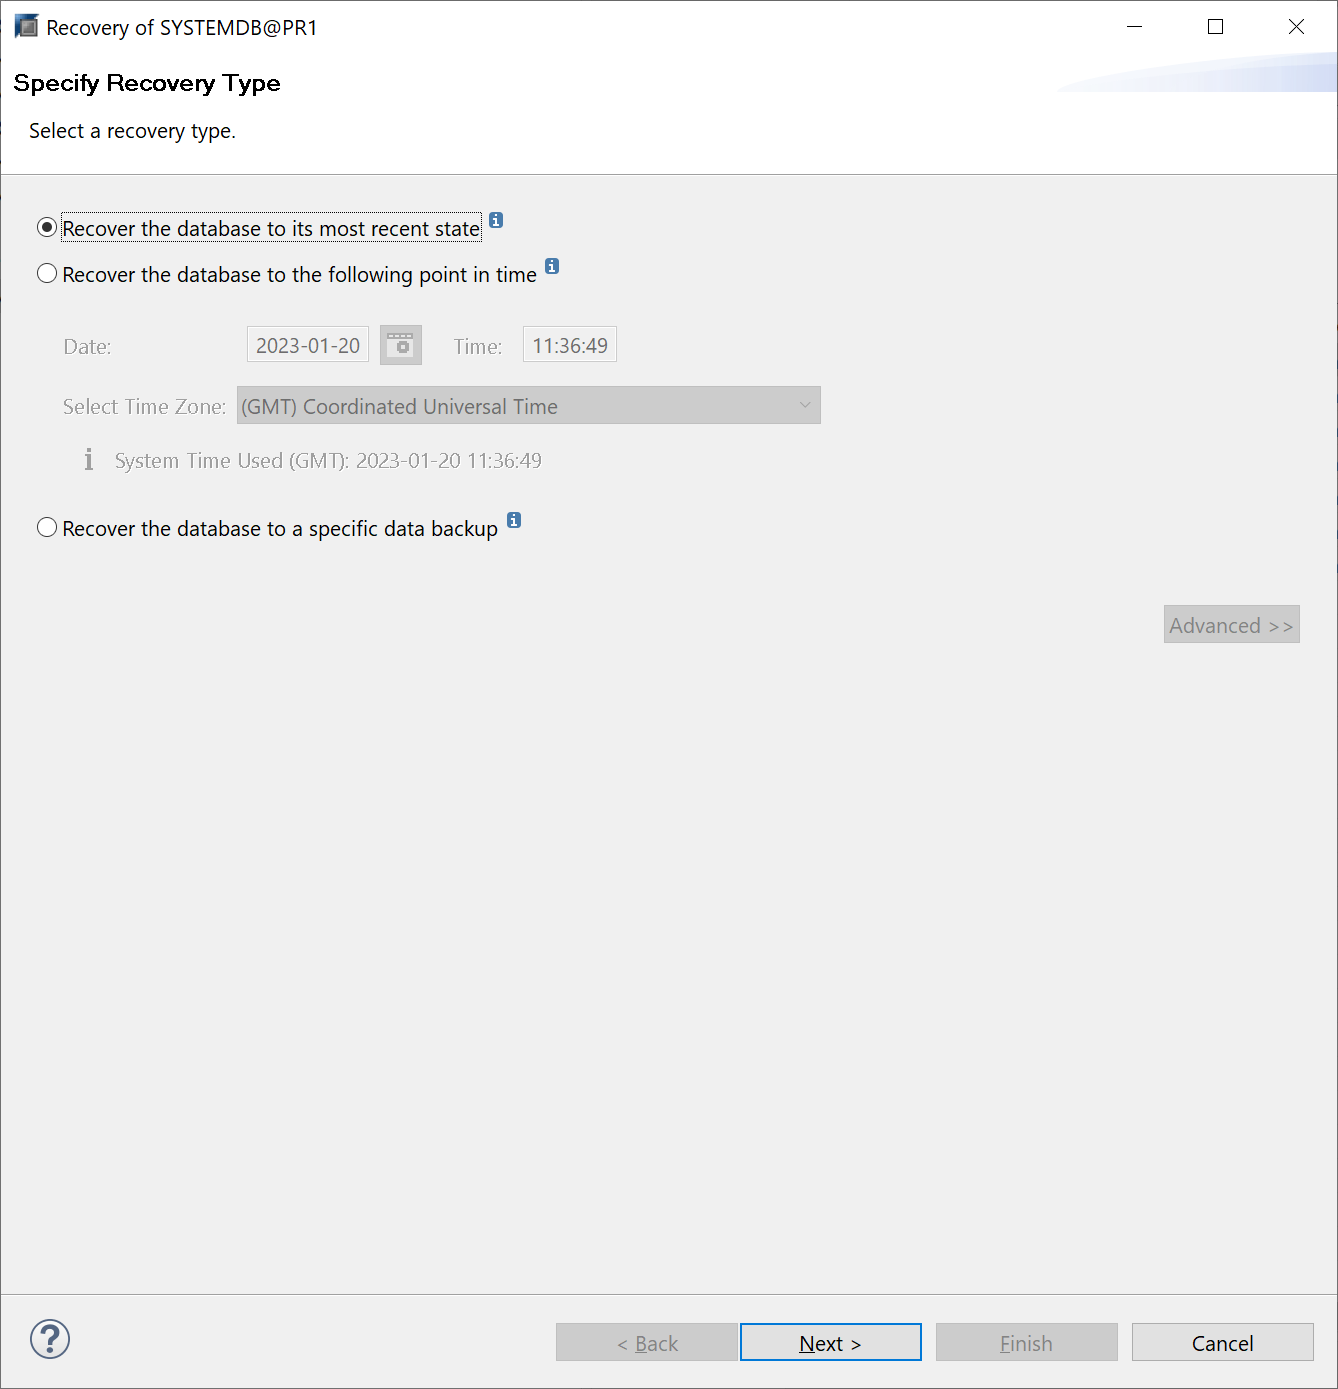 Recovery of SYSTEMDB@PR1
Specify Recovery Type
Select a recovery type.
Recover the database to its most recent state
Recover the database to the following point in time
Date: 2023-01-20 Time: 11:36:49
Select Time Zone: (GMT) Coordinated Universal Time
System Time Used (GMT): 2023-01-20 11:36:49
Recover the database to a specific data backup
Advanced >>
< Back Next > Finish Cancel